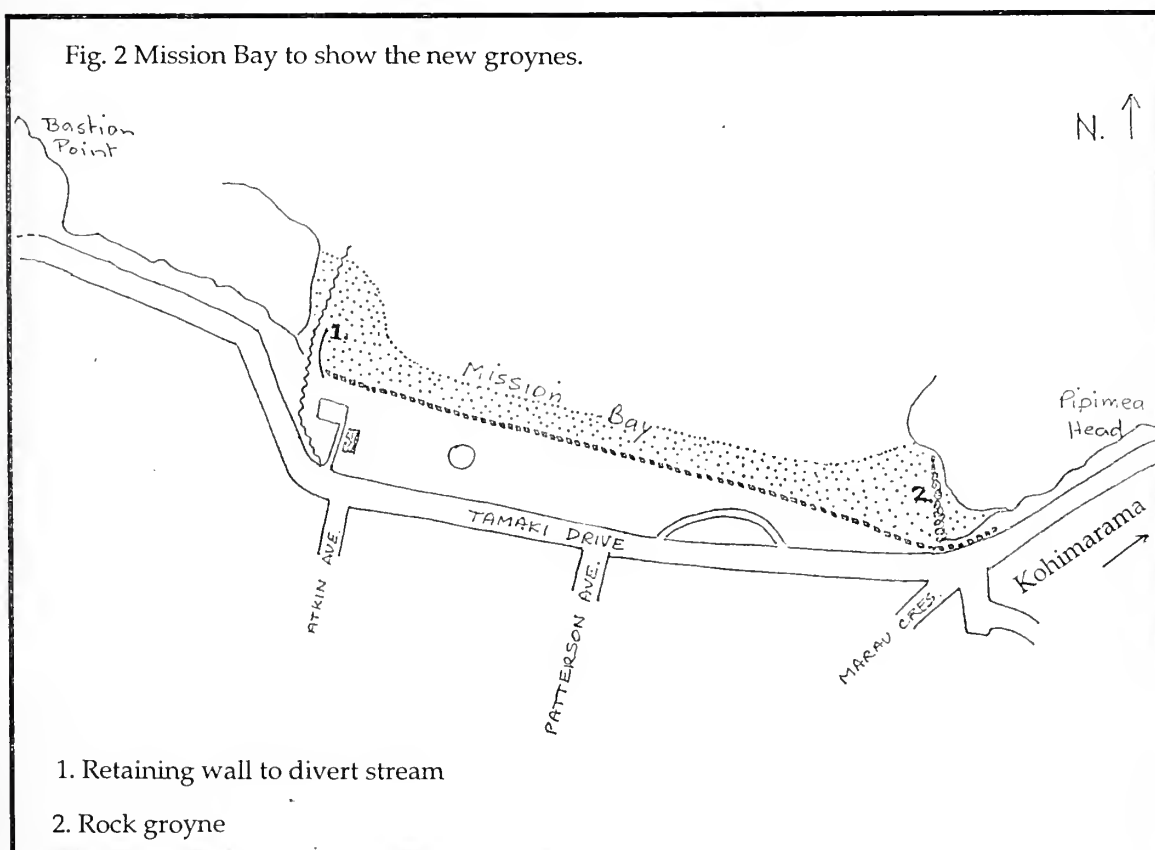 Fig. 2 Mission Bay to show the new groynes.
N.
Bastion
Point
1.
Mission Bay
Pipimea
Head
2
TAMAKI DRIVE
Kohimarama
ATKIN AVE.
PATTERSON AVE.
MARAU CRES.
1. Retaining wall to divert stream
2. Rock groyne